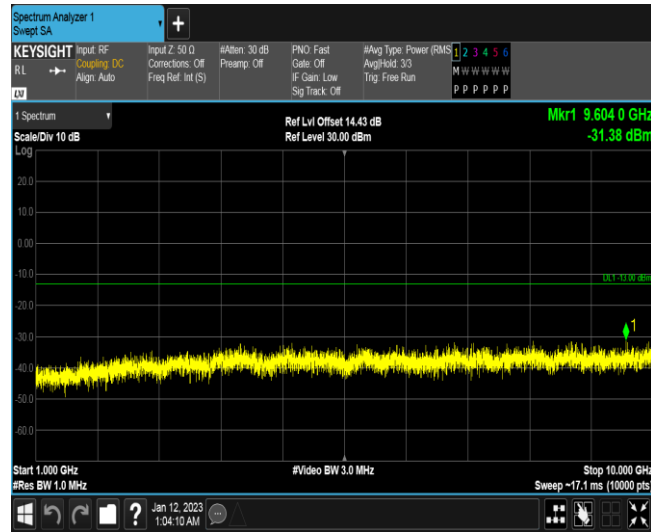 Spectrum Analyzer 1
Swept SA
KEYSIGHT
RL
LXI
Input: RF
Coupling: DC
Align: Auto
Input Z: 50 Ω
Corrections: Off
Freq Ref: Int (S)
#Atten: 30 dB
Preamp: Off
PNO: Fast
Gate: Off
IF Gain: Low
Sig Track: Off
#Avg Type: Power (RMS
Avg|Hold: 3/3
Trig: Free Run
1 2 3 4 5 6
M W W W W W
P P P P P P
1 Spectrum
Scale/Div 10 dB
Log
Ref Lvl Offset 14.43 dB
Ref Level 30.00 dBm
Mkr1 9.604 0 GHz
-31.38 dBm
20.0
10.0
0.00
-10.0
DL1 -13.00 dBm
-20.0
-30.0
1
-40.0
-50.0
-60.0
Start 1.000 GHz
#Res BW 1.0 MHz
#Video BW 3.0 MHz
Stop 10.000 GHz
Sweep ~17.1 ms (10000 pts)
?
Jan 12, 2023
1:04:10 AM